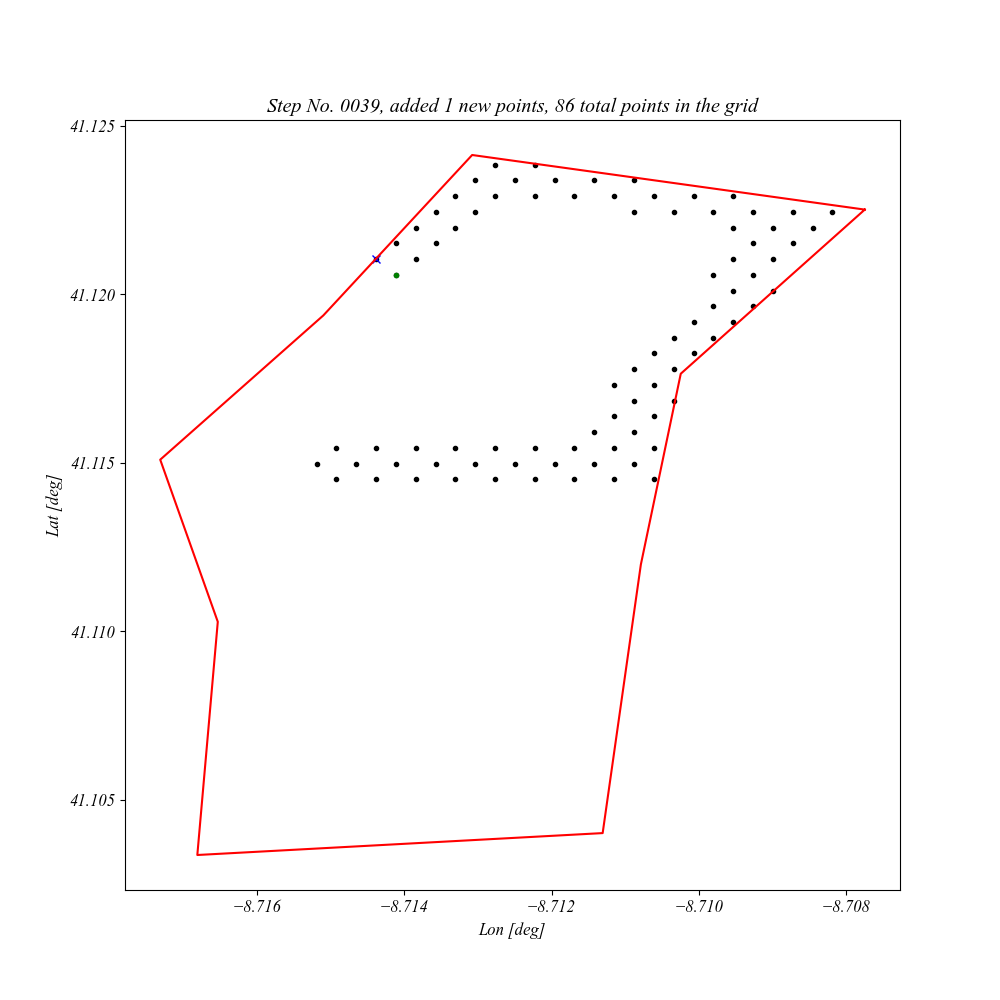 Step No. 0039, added 1 new points, 86 total points in the grid
41.125
41.120
41.115
41.110
41.105
Lat [deg]
−8.716 −8.714 −8.712 −8.710 −8.708
Lon [deg]